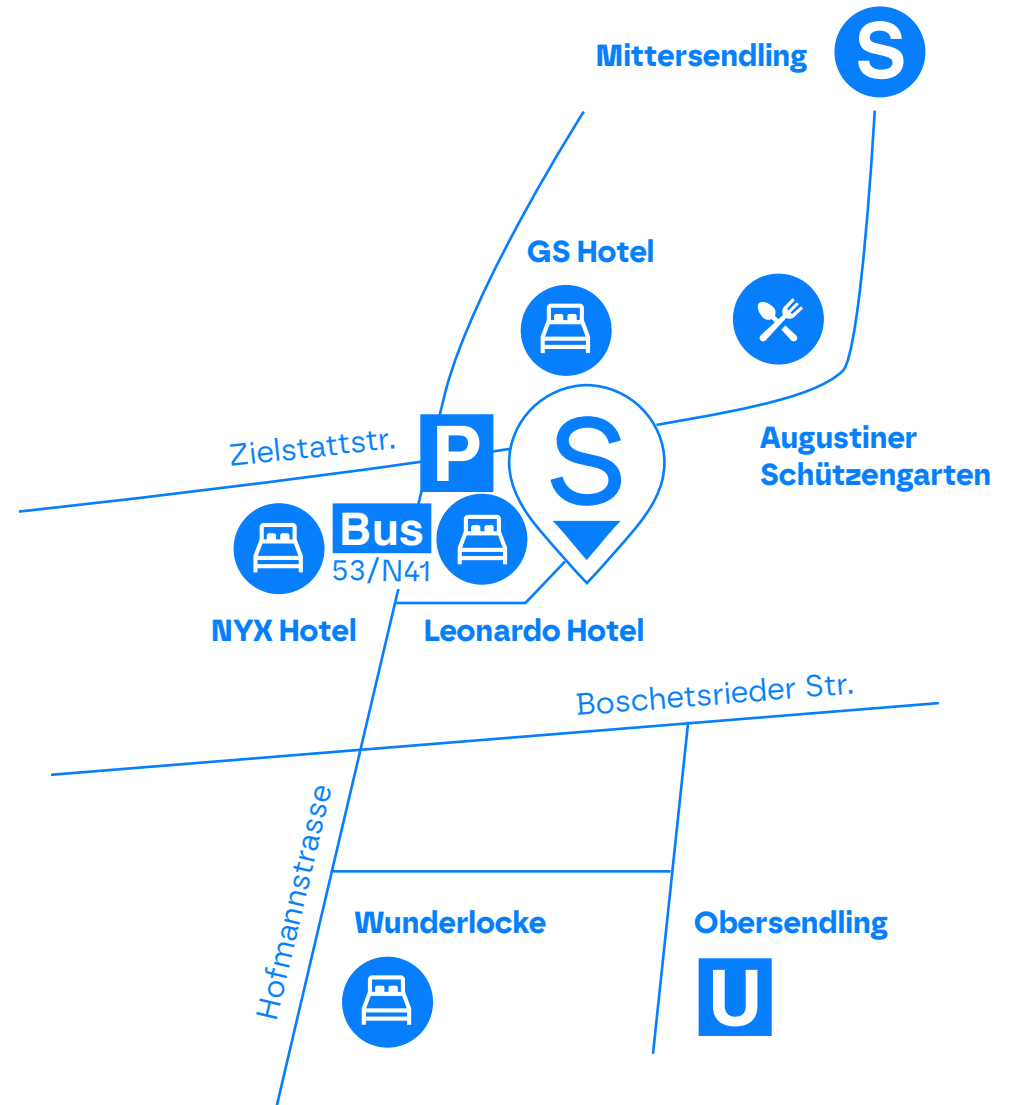 Mittersendling
S
GS Hotel
Zielstattstr.
P
S
Augustiner
Schützengarten
Bus
53/N41
NYX Hotel
Leonardo Hotel
Boschetsrieder Str.
Hofmannstrasse
Wunderlocke
Obersendling
U